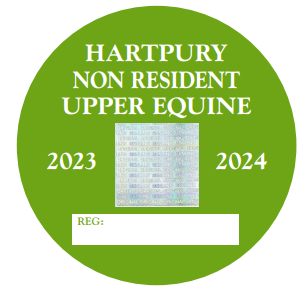 HARTPURY
NON RESIDENT
UPPER EQUINE
2023 2024
REG: